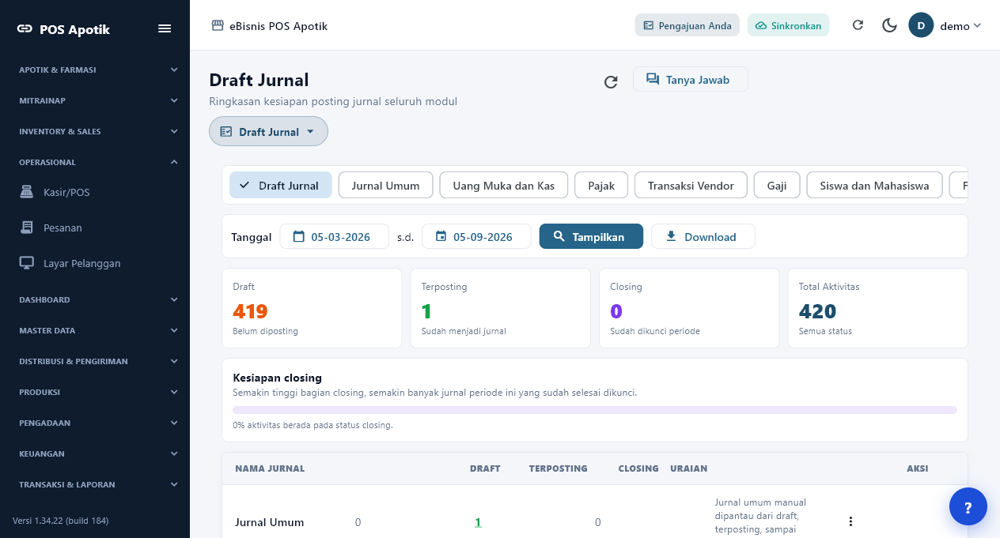 POS Apotik
APOTIK & FARMASI
MITRAINAP
INVENTORY & SALES
OPERASIONAL
Kasir/POS
Pesanan
Layar Pelanggan
DASHBOARD
MASTER DATA
DISTRIBUSI & PENGIRIMAN
PRODUKSI
PENGADAAN
KEUANGAN
TRANSAKSI & LAPORAN
Versi 1.34.22 (build 184)
eBisnis POS Apotik
Pengajuan Anda
Sinkronkan
D
demo
Draft Jurnal
Ringkasan kesiapan posting jurnal seluruh modul
Tanya Jawab
Draft Jurnal
Draft Jurnal Jurnal Umum Uang Muka dan Kas Pajak Transaksi Vendor Gaji Siswa dan Mahasiswa
Tanggal 05-03-2026 s.d. 05-09-2026 Tampilkan Download
Draft
419
Belum diposting
Terposting
1
Sudah menjadi jurnal
Closing
0
Sudah dikunci periode
Total Aktivitas
420
Semua status
Kesiapan closing
Semakin tinggi bagian closing, semakin banyak jurnal periode ini yang sudah selesai dikunci.
0% aktivitas berada pada status closing.
NAMA JURNAL DRAFT TERPOSTING CLOSING URAIAN AKSI
Jurnal Umum 0 1 0
Jurnal umum manual
dipantau dari draft,
terposting, sampai
?